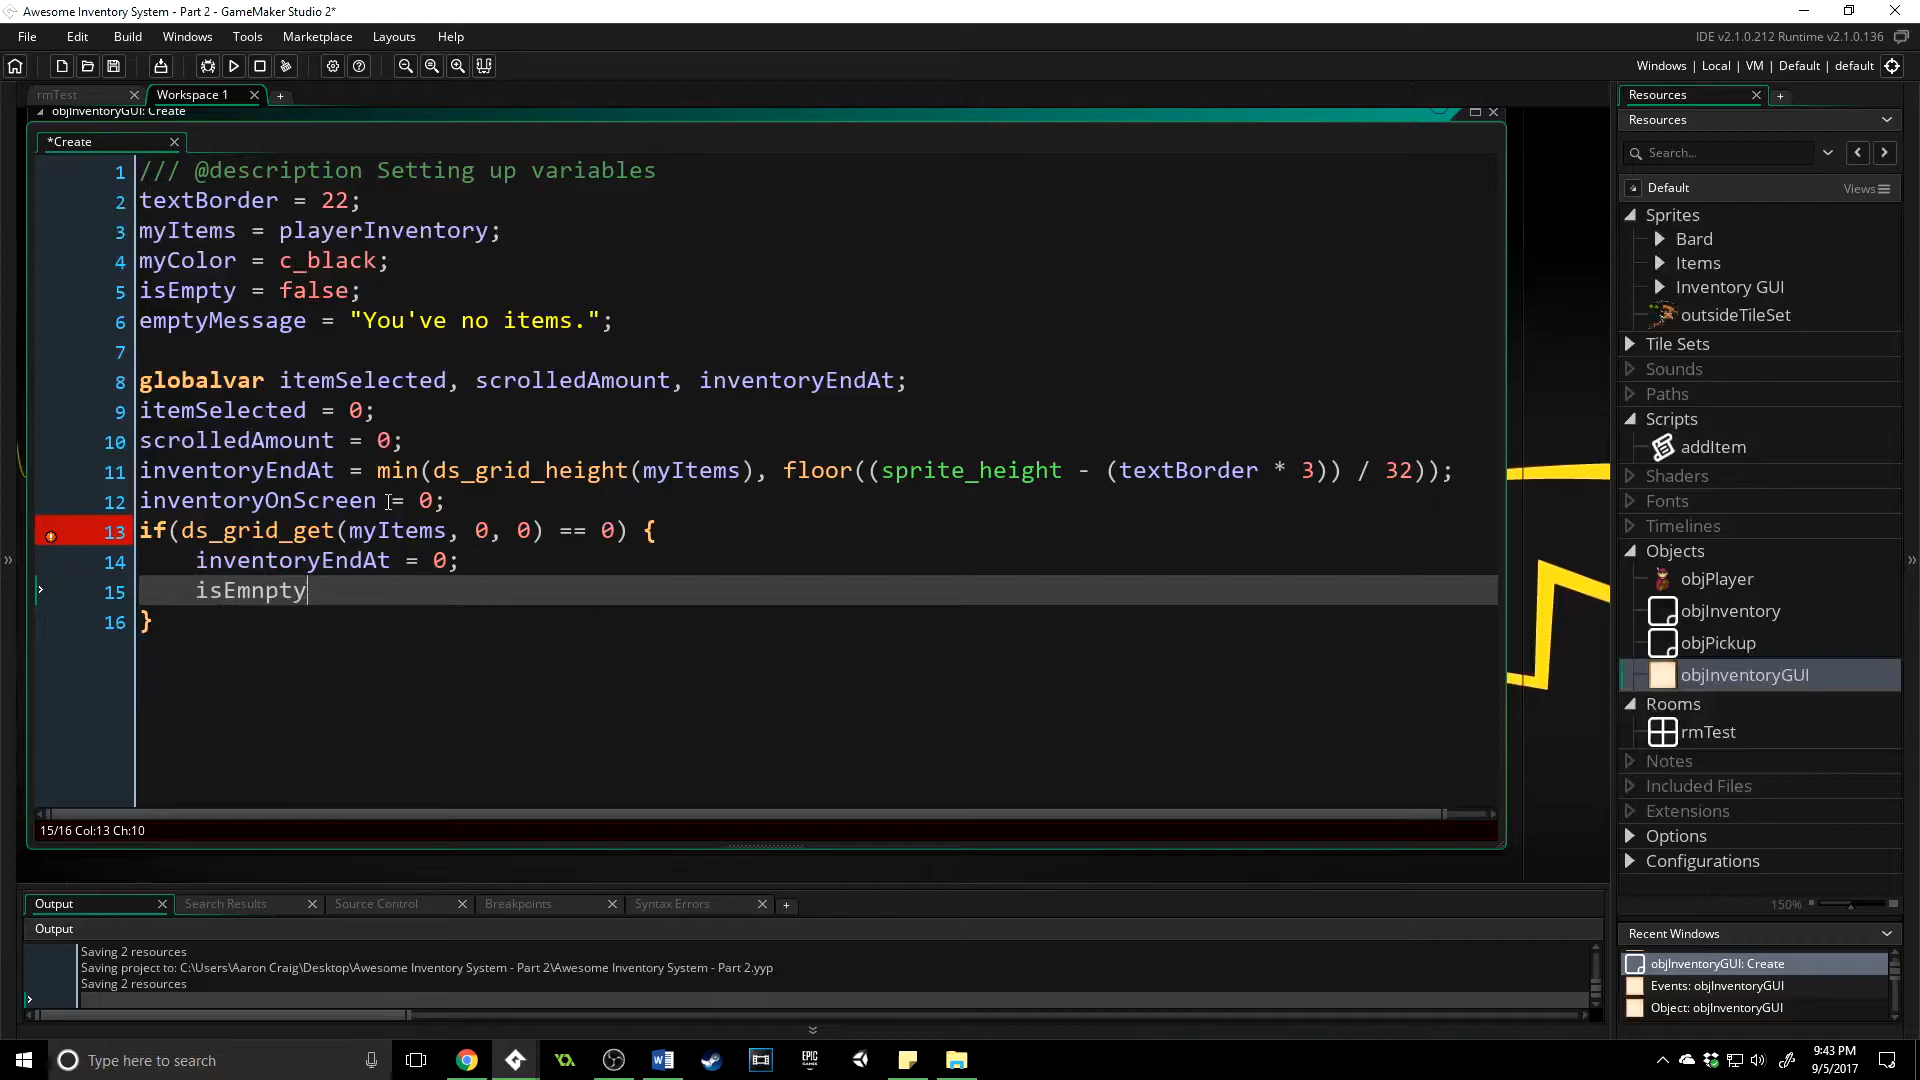 Awesome Inventory System - Part 2 - GameMaker Studio 2*
File Edit Build Windows Tools Marketplace Layouts Help
IDE v2.1.0.212 Runtime v2.1.0.136
Windows | Local | VM | Default | default
rmTest
Workspace 1
Resources
objInventoryGUI: Create
*Create
1 /// @description Setting up variables
2 textBorder = 22;
3 myItems = playerInventory;
4 myColor = c_black;
5 isEmpty = false;
6 emptyMessage = "You've no items.";
7
8 globalvar itemSelected, scrolledAmount, inventoryEndAt;
9 itemSelected = 0;
10 scrolledAmount = 0;
11 inventoryEndAt = min(ds_grid_height(myItems), floor((sprite_height - (textBorder * 3)) / 32));
12 inventoryOnScreen = 0;
13 if(ds_grid_get(myItems, 0, 0) == 0) {
14 inventoryEndAt = 0;
15 isEmnpty
16 }
15/16 Col:13 Ch:10
Resources
Search...
Default Views
Sprites
Bard
Items
Inventory GUI
outsideTileSet
Tile Sets
Sounds
Paths
Scripts
addItem
Shaders
Fonts
Timelines
Objects
objPlayer
objInventory
objPickup
objInventoryGUI
Rooms
rmTest
Notes
Included Files
Extensions
Options
Configurations
150%
Recent Windows
objInventoryGUI: Create
Events: objInventoryGUI
Object: objInventoryGUI
Output
Search Results
Source Control
Breakpoints
Syntax Errors
Output
Saving 2 resources
Saving project to: C:\Users\Aaron Craig\Desktop\Awesome Inventory System - Part 2\Awesome Inventory System - Part 2.yyp
Saving 2 resources
Type here to search
EPIC GAMES
9:43 PM
9/5/2017